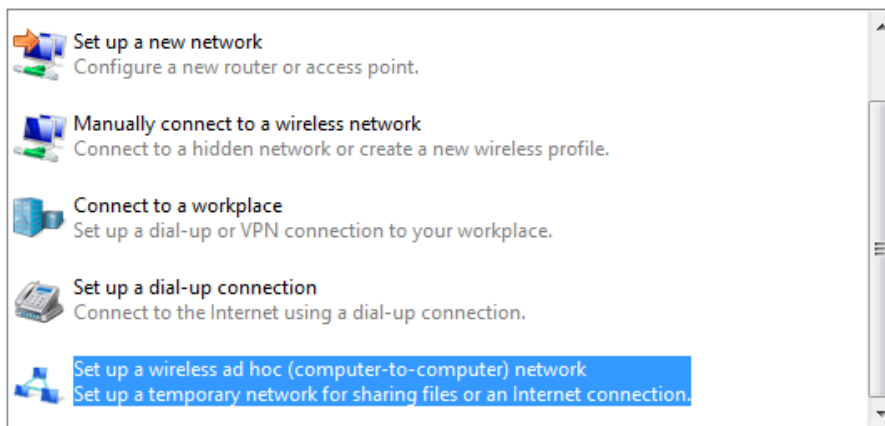 Set up a new network
Configure a new router or access point.
Manually connect to a wireless network
Connect to a hidden network or create a new wireless profile.
Connect to a workplace
Set up a dial-up or VPN connection to your workplace.
Set up a dial-up connection
Connect to the Internet using a dial-up connection.
Set up a wireless ad hoc (computer-to-computer) network
Set up a temporary network for sharing files or an Internet connection.